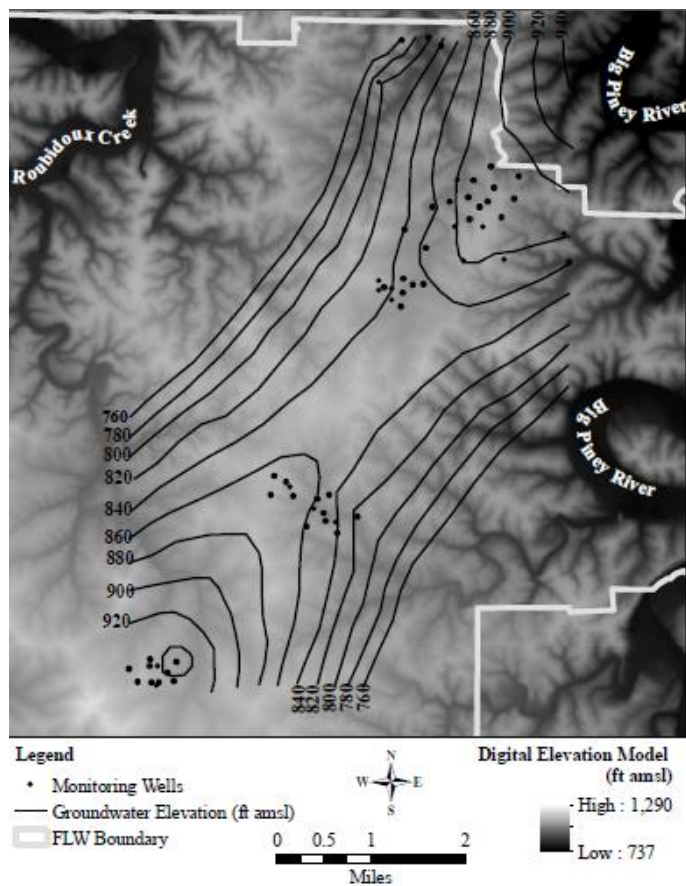 860
880
900
920
940
Big Piney River
Roubidoux Creek
Big Piney River
760
780
800
820
840
860
880
900
920
840
820
800
780
760
Legend
Monitoring Wells
Groundwater Elevation (ft amsl)
FLW Boundary
N
W E
S
0 0.5 1 2
Miles
Digital Elevation Model
(ft amsl)
High : 1,290
Low : 737